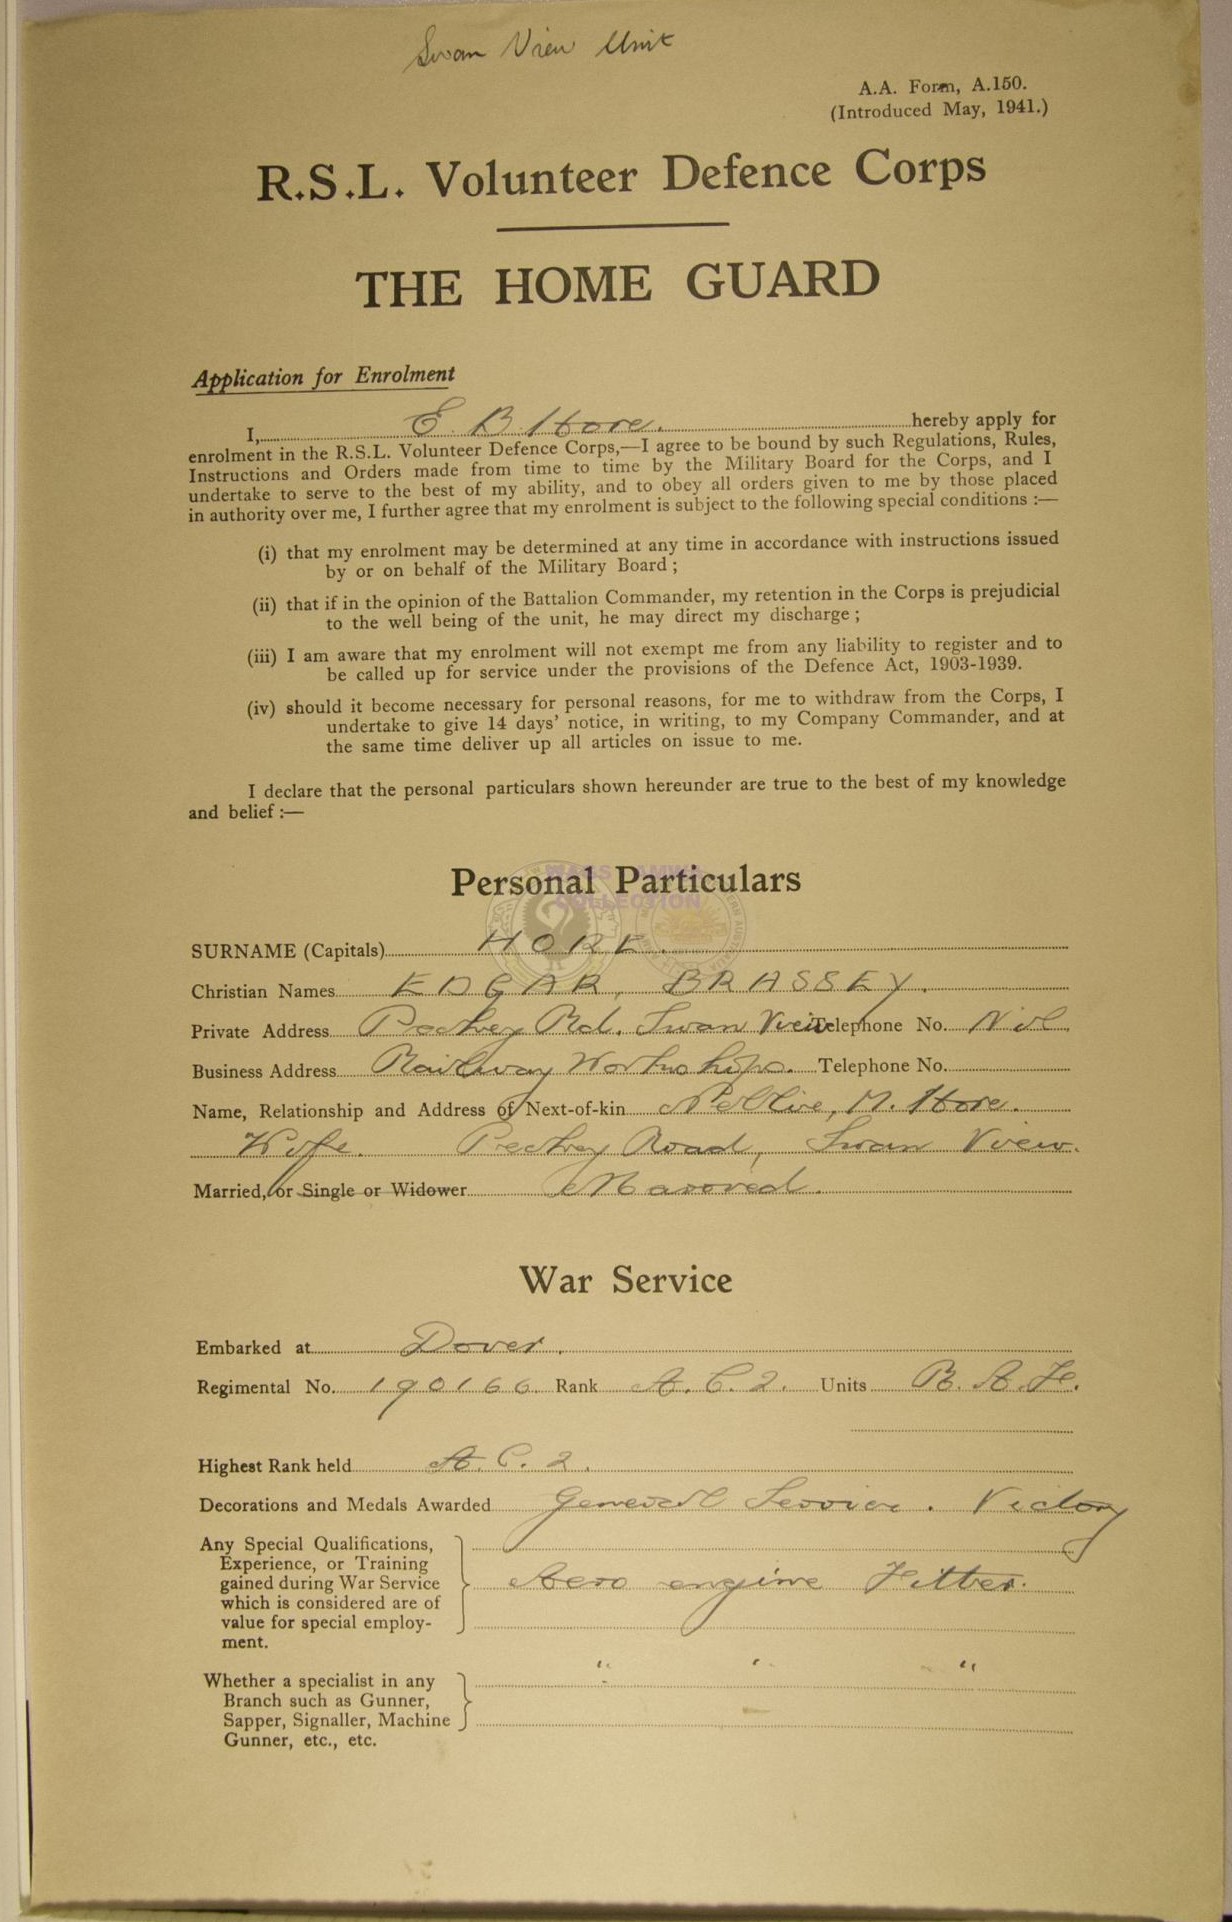 Swan View Unit
A.A. Form, A.150.
(Introduced May, 1941.)
R.S.L. Volunteer Defence Corps
THE HOME GUARD
Application for Enrolment
I, E B Hore. hereby apply for
enrolment in the R.S.L. Volunteer Defence Corps,—I agree to be bound by such Regulations, Rules,
Instructions and Orders made from time to time by the Military Board for the Corps, and I
undertake to serve to the best of my ability, and to obey all orders given to me by those placed
in authority over me, I further agree that my enrolment is subject to the following special conditions :—
(i) that my enrolment may be determined at any time in accordance with instructions issued
by or on behalf of the Military Board ;
(ii) that if in the opinion of the Battalion Commander, my retention in the Corps is prejudicial
to the well being of the unit, he may direct my discharge ;
(iii) I am aware that my enrolment will not exempt me from any liability to register and to
be called up for service under the provisions of the Defence Act, 1903-1939.
(iv) should it become necessary for personal reasons, for me to withdraw from the Corps, I
undertake to give 14 days' notice, in writing, to my Company Commander, and at
the same time deliver up all articles on issue to me.
I declare that the personal particulars shown hereunder are true to the best of my knowledge
and belief :—
Personal Particulars
COLLECTION
SURNAME (Capitals) HORE.
Christian Names EDGAR, BRASSEY.
Private Address Rd. Swan View Telephone No. Nil.
Business Address Railway Workshops. Telephone No.
Name, Relationship and Address of Next-of-kin Nellie, M. Hore.
Wife. Road, Swan View.
Married, or Single or Widower Married.
War Service
Embarked at Dover.
Regimental No. 190166. Rank A.C.2. Units R.A.F.
Highest Rank held A.C.2.
Decorations and Medals Awarded General Service. Victory
Any Special Qualifications,
Experience, or Training
gained during War Service Aero engine Fitter.
which is considered are of
value for special employ-
ment.
" " "
Whether a specialist in any
Branch such as Gunner,
Sapper, Signaller, Machine
Gunner, etc., etc.